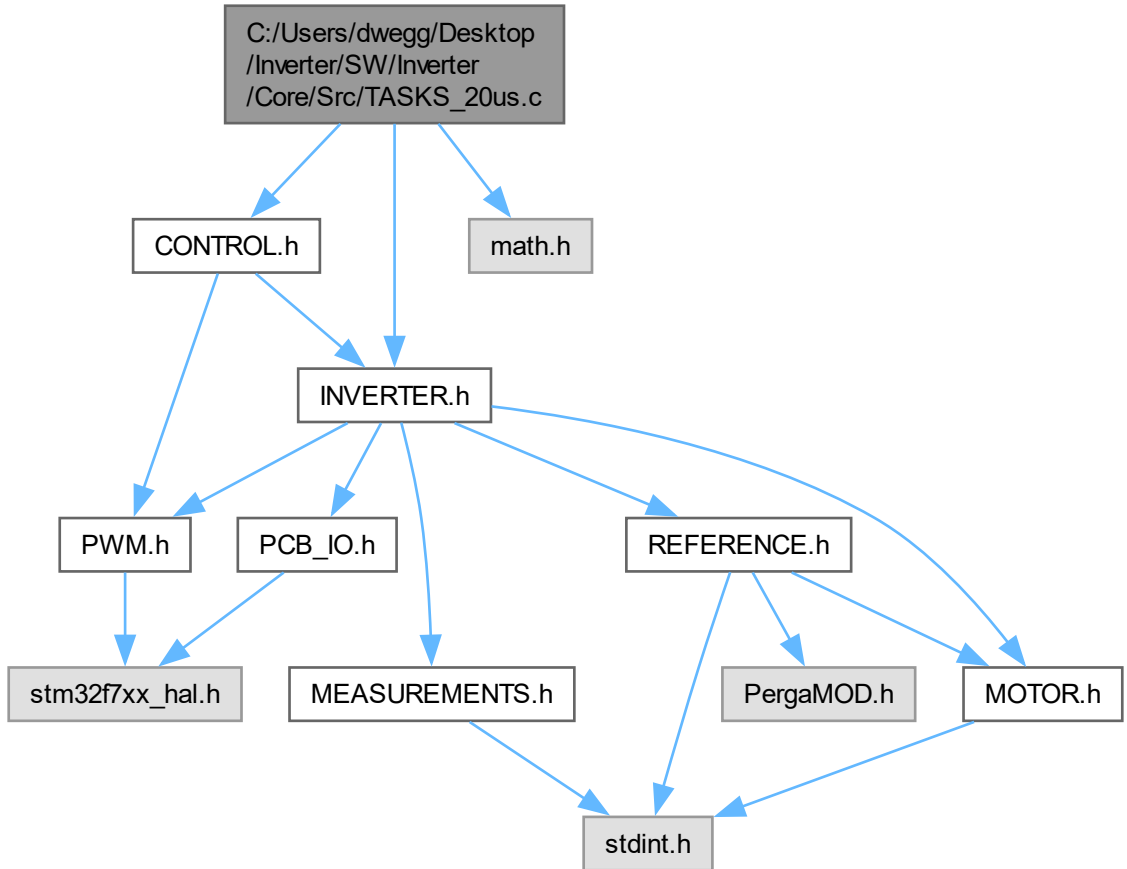 C:/Users/dwegg/Desktop
/Inverter/SW/Inverter
/Core/Src/TASKS_20us.c
CONTROL.h
math.h
INVERTER.h
PWM.h
PCB_IO.h
REFERENCE.h
stm32f7xx_hal.h
MEASUREMENTS.h
PergaMOD.h
MOTOR.h
stdint.h